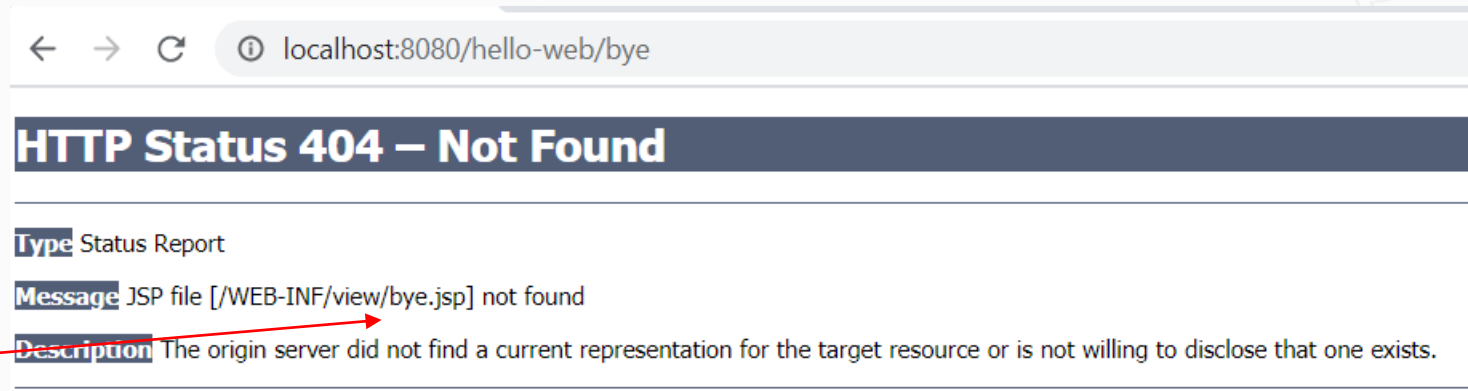 localhost:8080/hello-web/bye
HTTP Status 404 – Not Found
Type Status Report
Message JSP file [/WEB-INF/view/bye.jsp] not found
Description The origin server did not find a current representation for the target resource or is not willing to disclose that one exists.